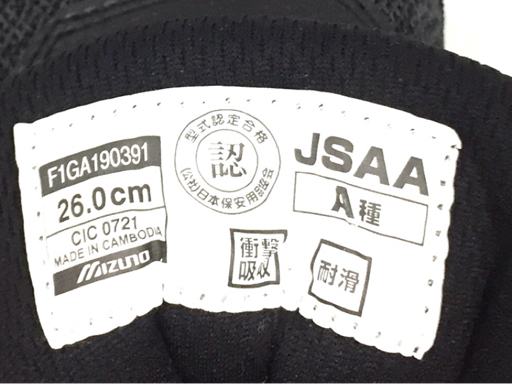 F1GA190391
26.0cm
CIC 0721
MADE IN CAMBODIA
MIZUNO
型式認定合格
認
(公社)日本保安用品協会
JSAA
A種
衝撃
吸収
耐滑